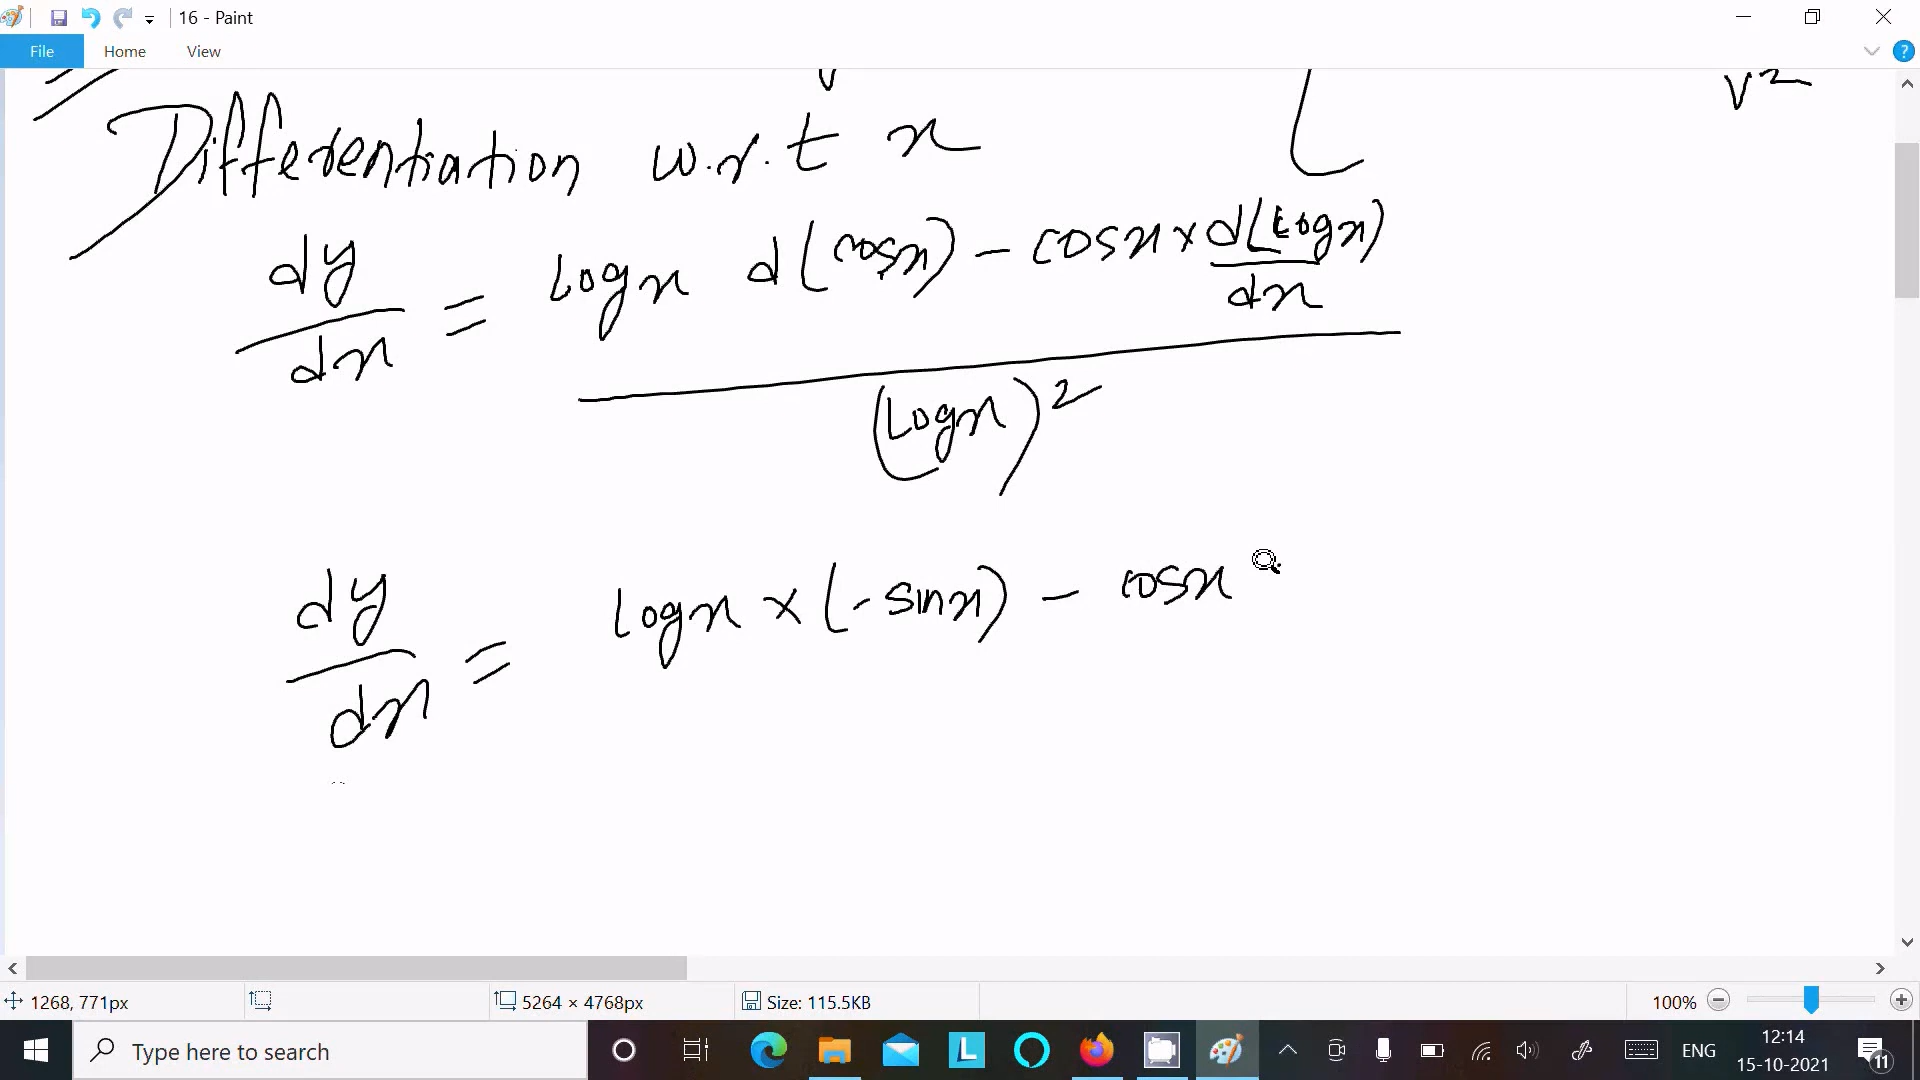 16 - Paint
File Home View
v v²
Differentiation w.r.t x
dy/dx = logx d(cosx) - cosx × d(logx)/dx
(logx)²
dy/dx = logx × (- sinx) - cosx
1268, 771px 5264 × 4768px Size: 115.5KB 100%
Type here to search L ENG 12:14
15-10-2021 11